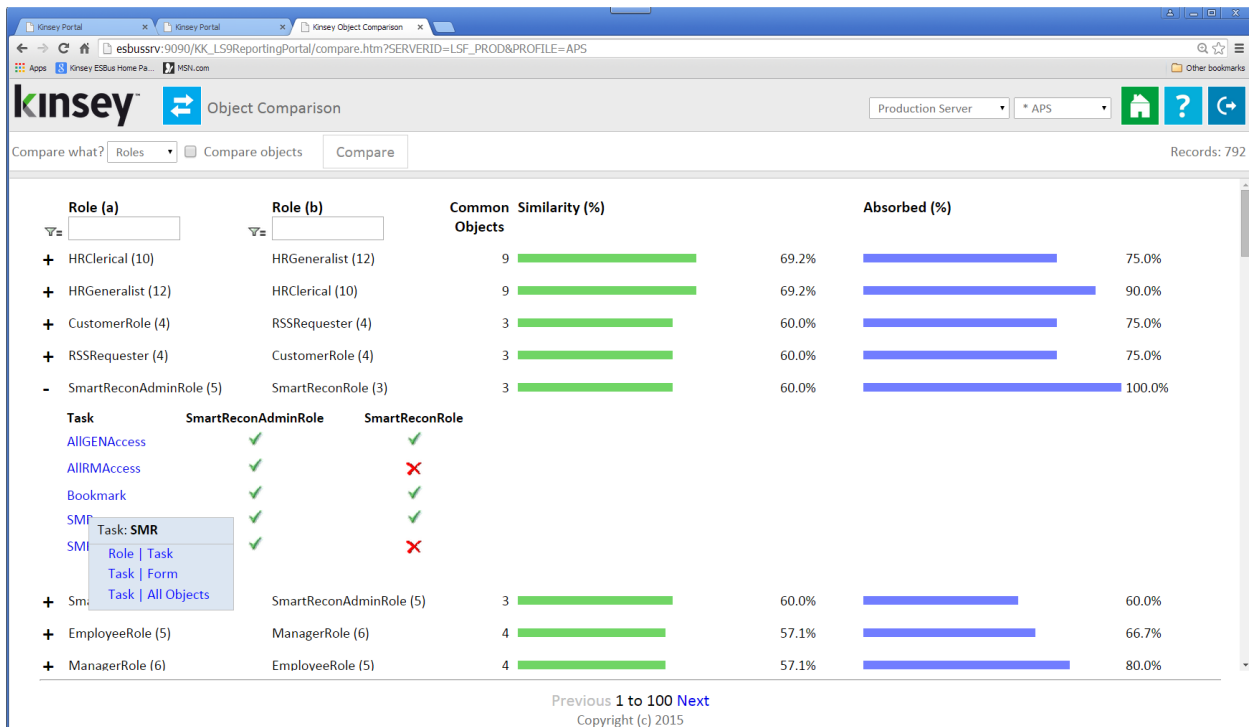 Kinsey Portal
Kinsey Portal
Kinsey Object Comparison
esbussrv:9090/KK_LS9ReportingPortal/compare.htm?SERVERID=LSF_PROD&PROFILE=APS
Apps Kinsey ESBus Home Pa... MSN.com Other bookmarks
kinsey™ Object Comparison Production Server * APS ?
Compare what? Roles Compare objects Compare Records: 792
Role (a) Role (b) Common Objects Similarity (%) Absorbed (%)
+ HRClerical (10) HRGeneralist (12) 9 69.2% 75.0%
+ HRGeneralist (12) HRClerical (10) 9 69.2% 90.0%
+ CustomerRole (4) RSSRequester (4) 3 60.0% 75.0%
+ RSSRequester (4) CustomerRole (4) 3 60.0% 75.0%
- SmartReconAdminRole (5) SmartReconRole (3) 3 60.0% 100.0%
Task SmartReconAdminRole SmartReconRole
AllGENAccess
AllRMAccess
Bookmark
Task: SMR
Role | Task
Task | Form
Task | All Objects
+ SmartReconAdminRole (5) 3 60.0% 60.0%
+ EmployeeRole (5) ManagerRole (6) 4 57.1% 66.7%
+ ManagerRole (6) EmployeeRole (5) 4 57.1% 80.0%
Previous 1 to 100 Next
Copyright (c) 2015